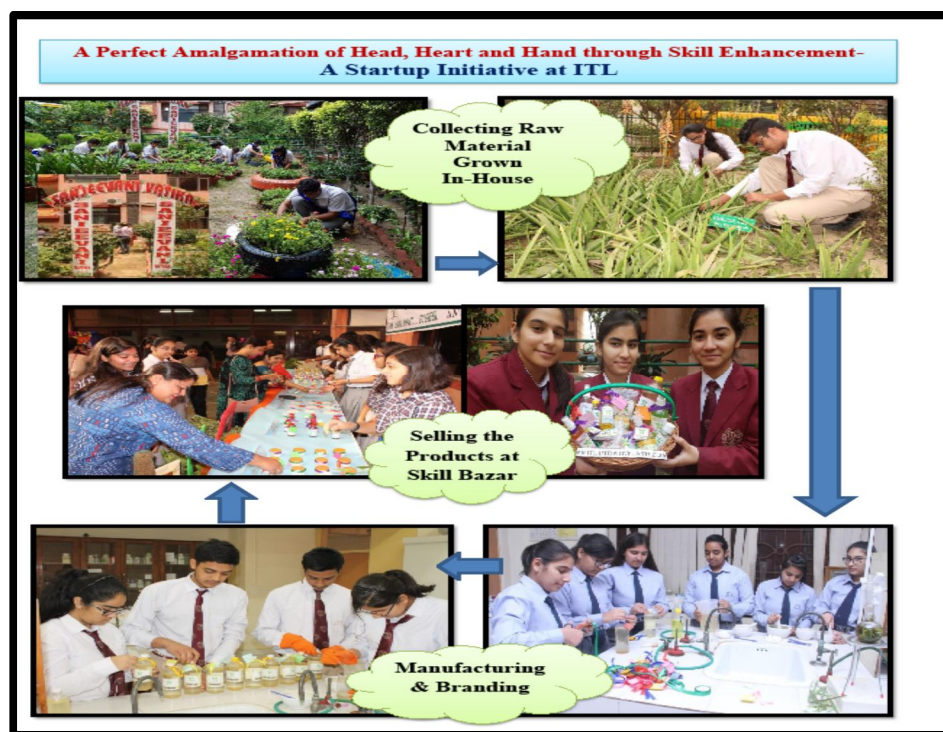 A Perfect Amalgamation of Head, Heart and Hand through Skill Enhancement-
A Startup Initiative at ITL
Collecting Raw
Material
Grown
In-House
SANJEEVANI VATIKA
SANJEEVANI
SANJEEVANI
Selling the
Products at
Skill Bazar
Manufacturing
& Branding